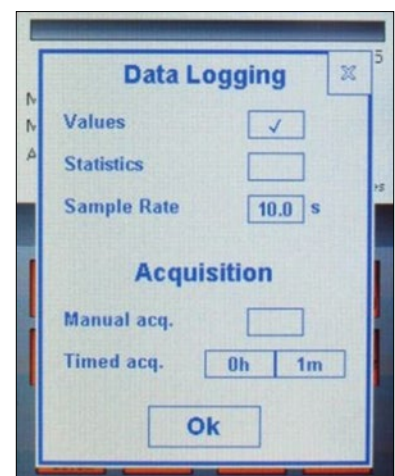 Data Logging X
Values ✓
Statistics
Sample Rate 10.0 s
Acquisition
Manual acq.
Timed acq. 0h 1m
Ok